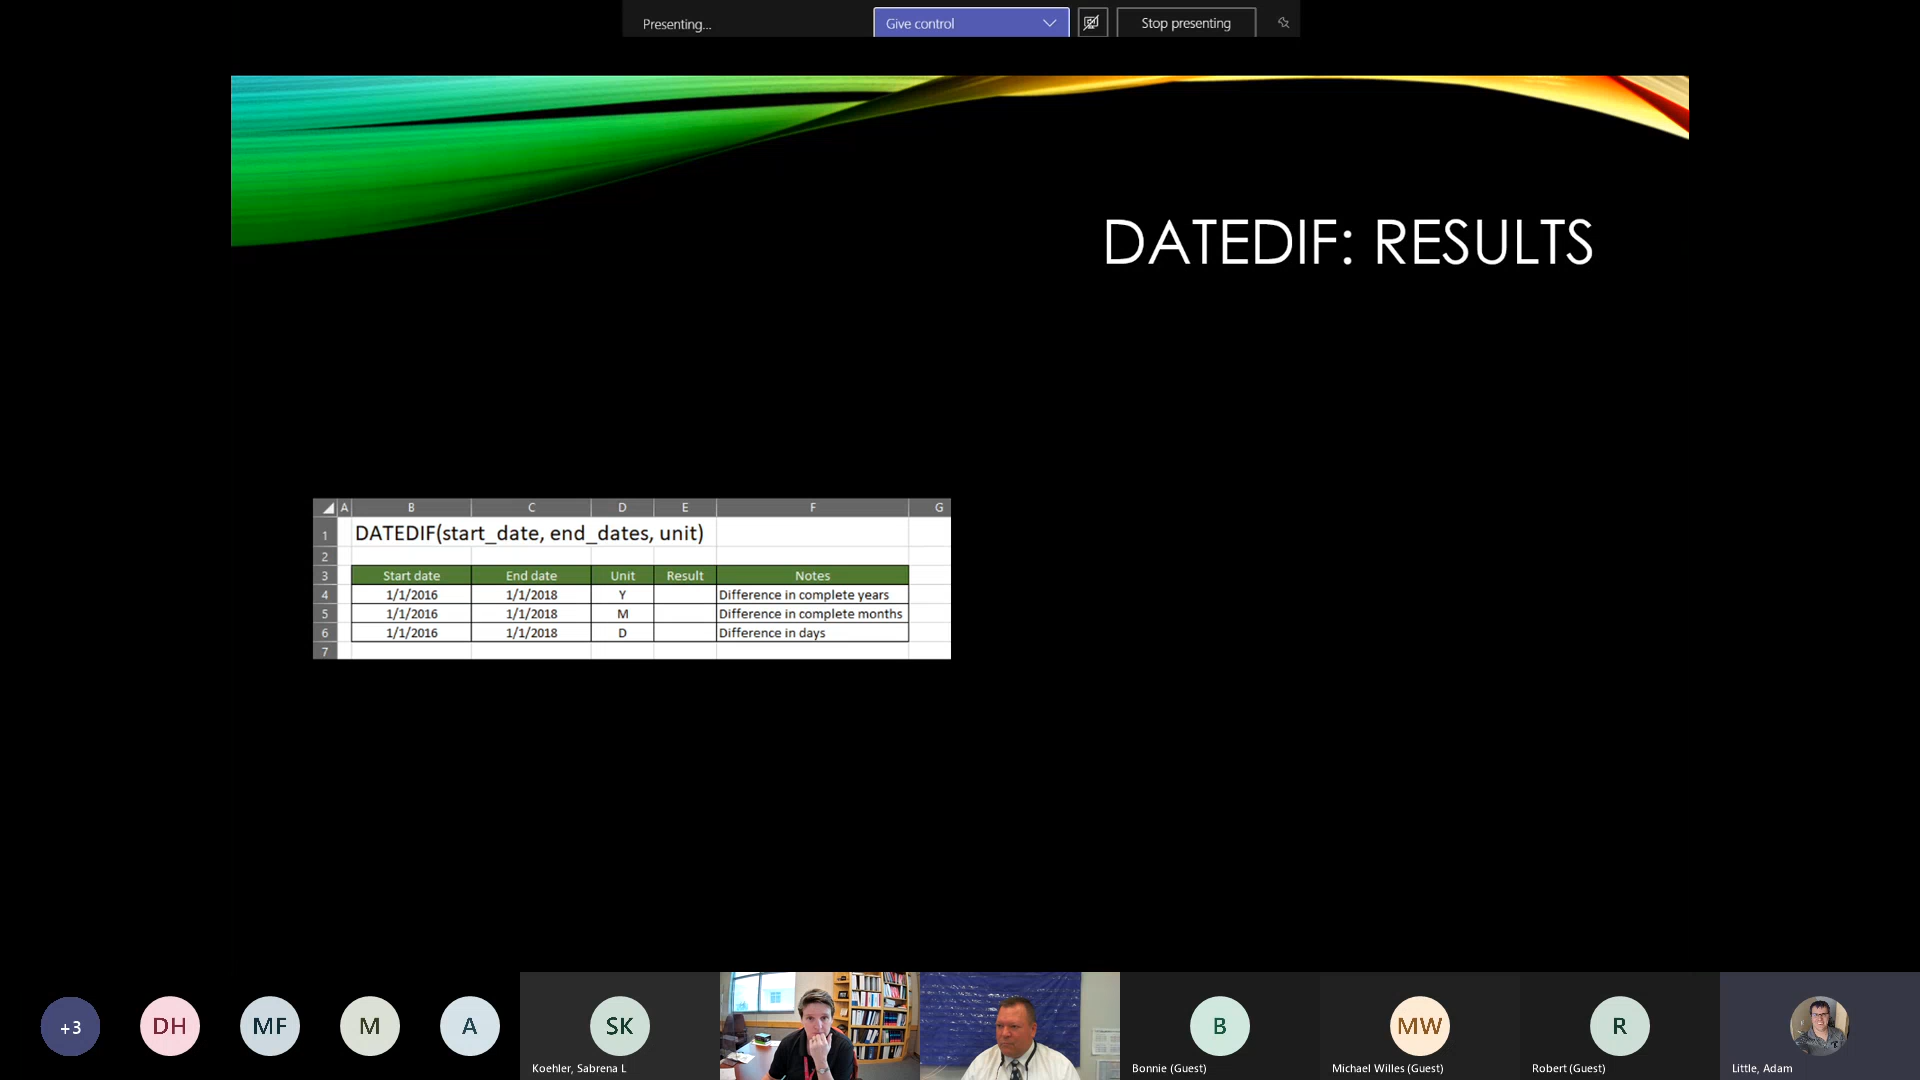 Presenting...
Give control
Stop presenting
DATEDIF: RESULTS
A B C D E F G
1 DATEDIF(start_date, end_dates, unit)
2
3 Start date End date Unit Result Notes
4 1/1/2016 1/1/2018 Y Difference in complete years
5 1/1/2016 1/1/2018 M Difference in complete months
6 1/1/2016 1/1/2018 D Difference in days
7
+3 DH MF M A SK B MW R
Koehler, Sabrena L
Bonnie (Guest)
Michael Willes (Guest)
Robert (Guest)
Little, Adam